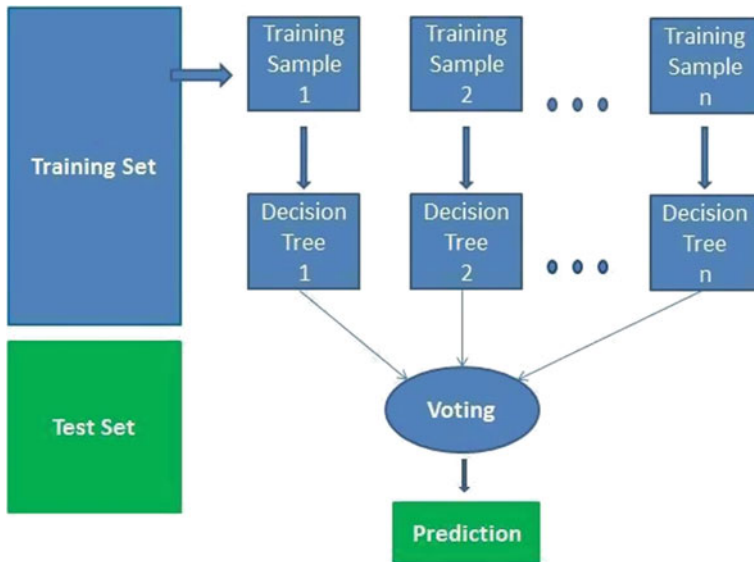 Training Set
Training
Sample
1
Training
Sample
2
Training
Sample
n
Decision
Tree
1
Decision
Tree
2
Decision
Tree
n
Test Set
Voting
Prediction